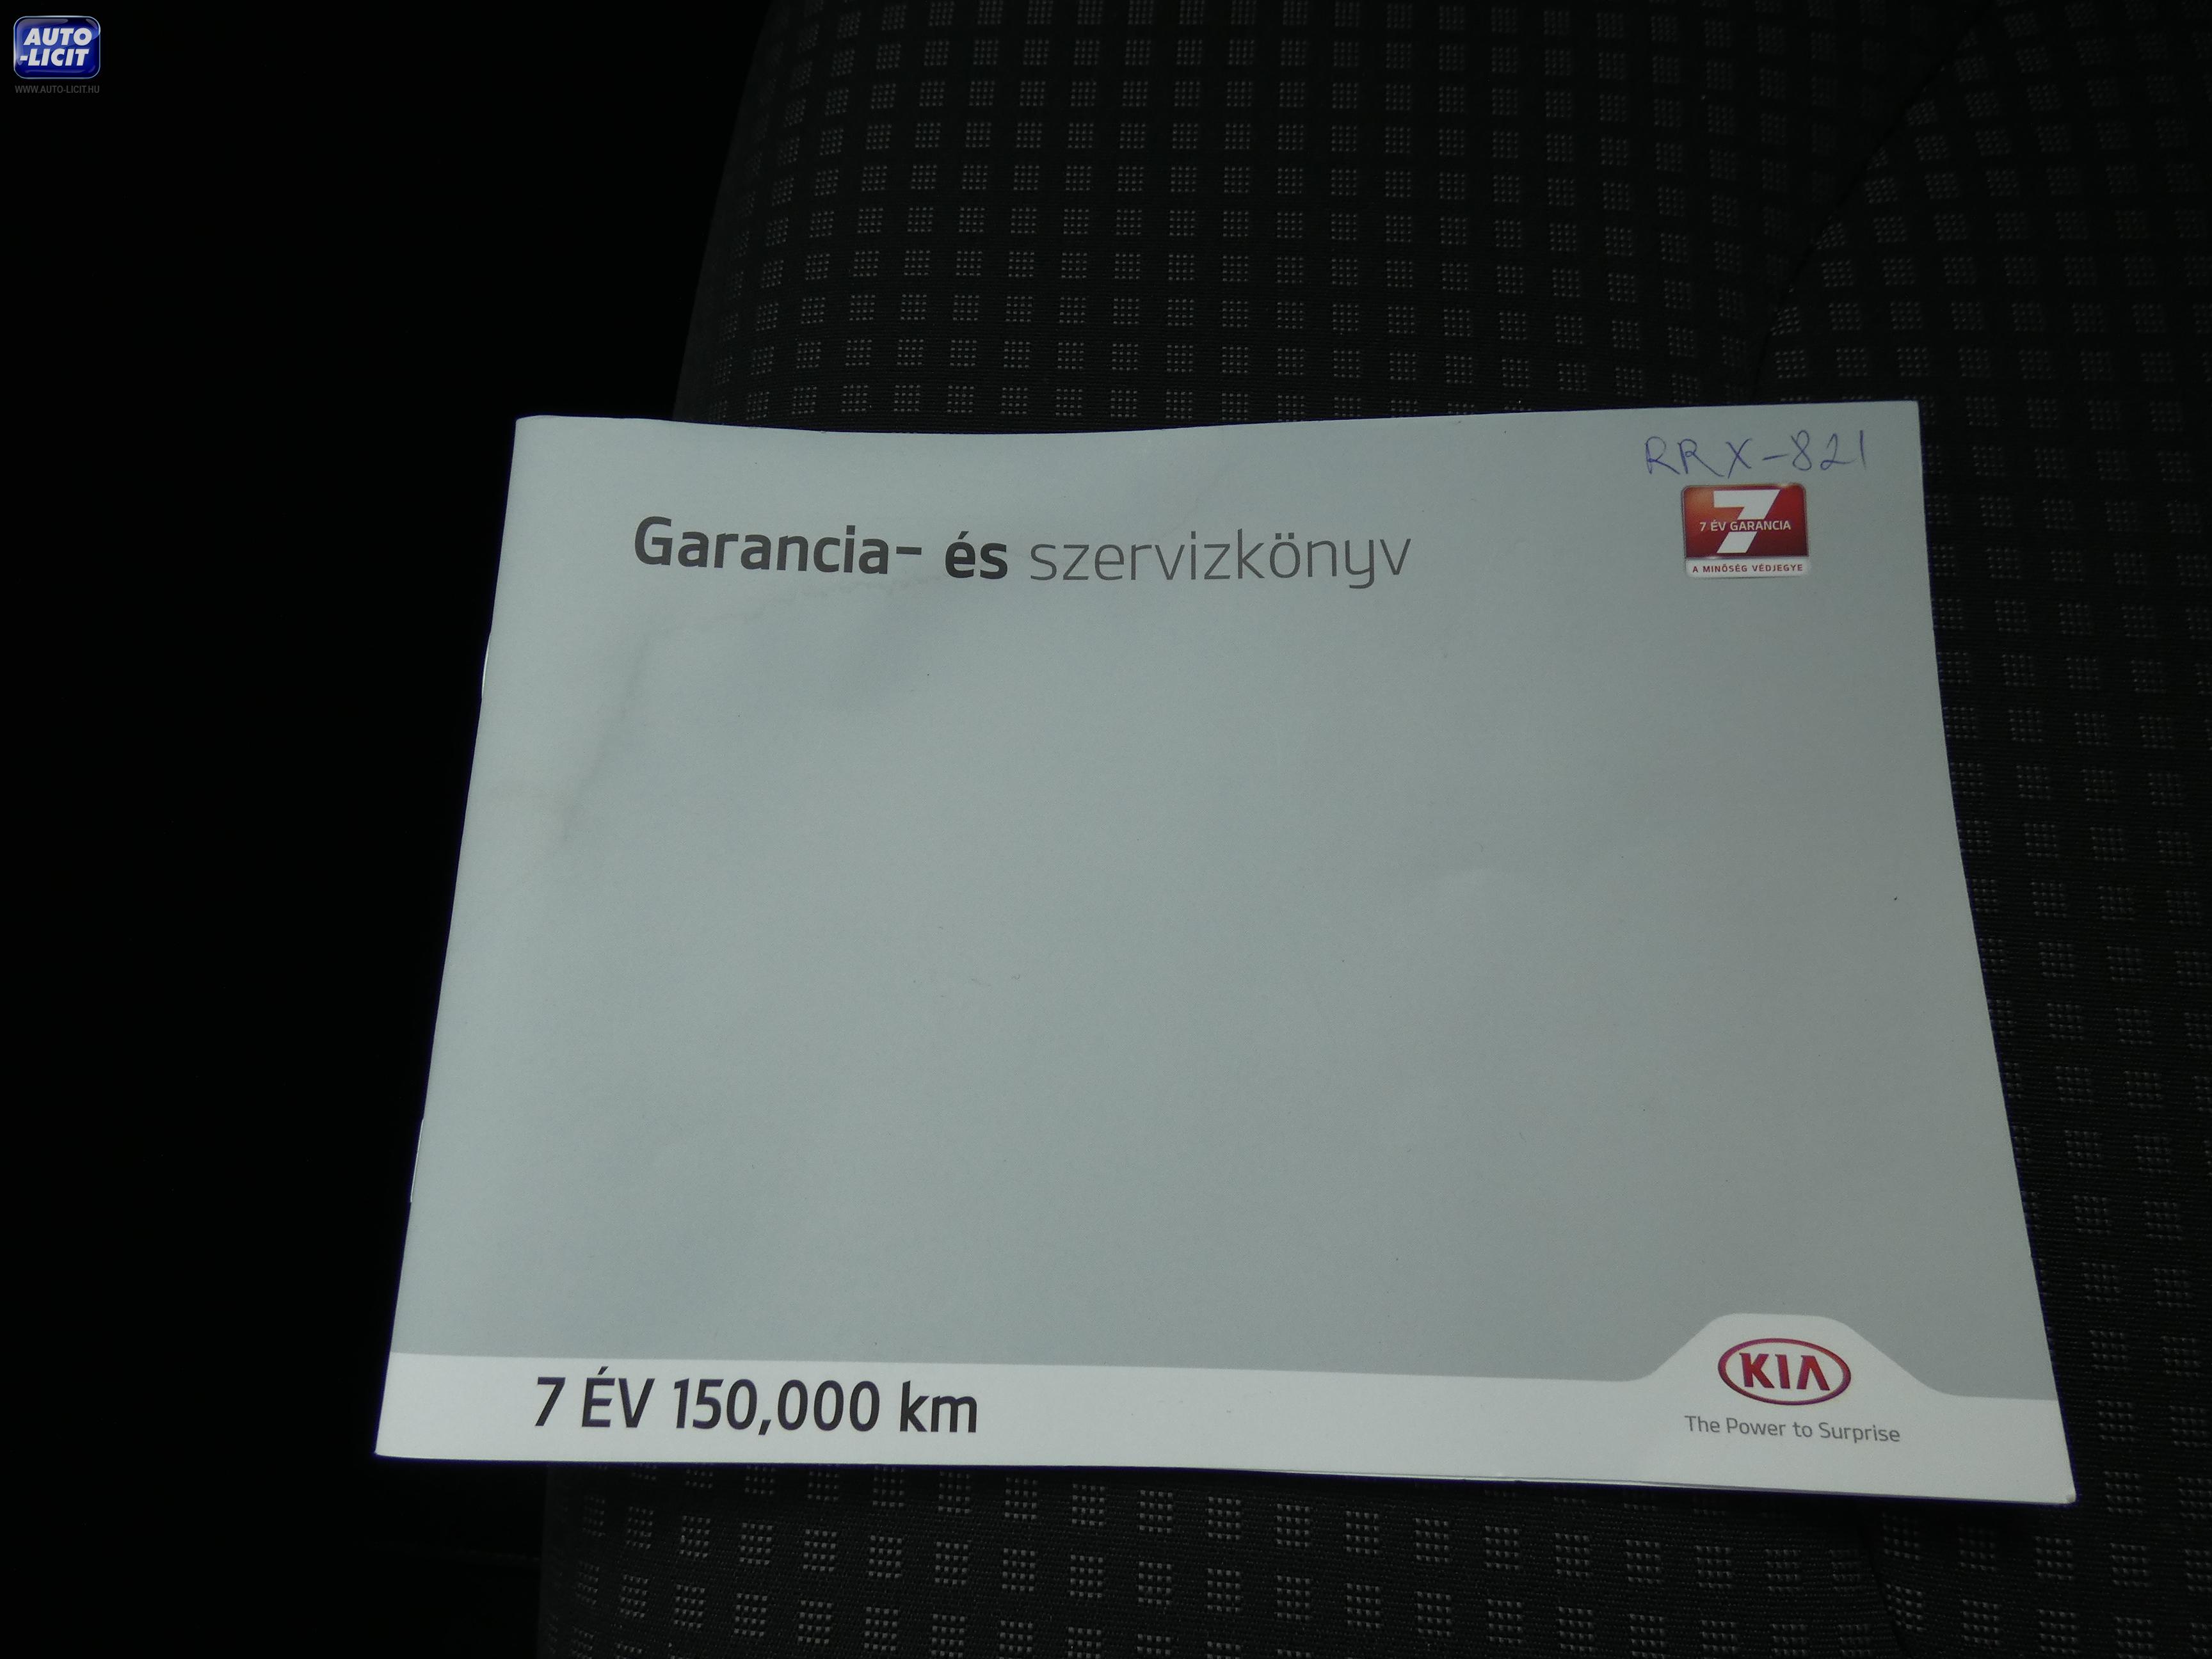 AUTO
-LICIT
WWW.AUTO-LICIT.HU
RRX-821
Garancia- és szervizkönyv
7
7 ÉV GARANCIA
A MINŐSÉG VÉDJEGYE
7 ÉV 150,000 km
KIA
The Power to Surprise